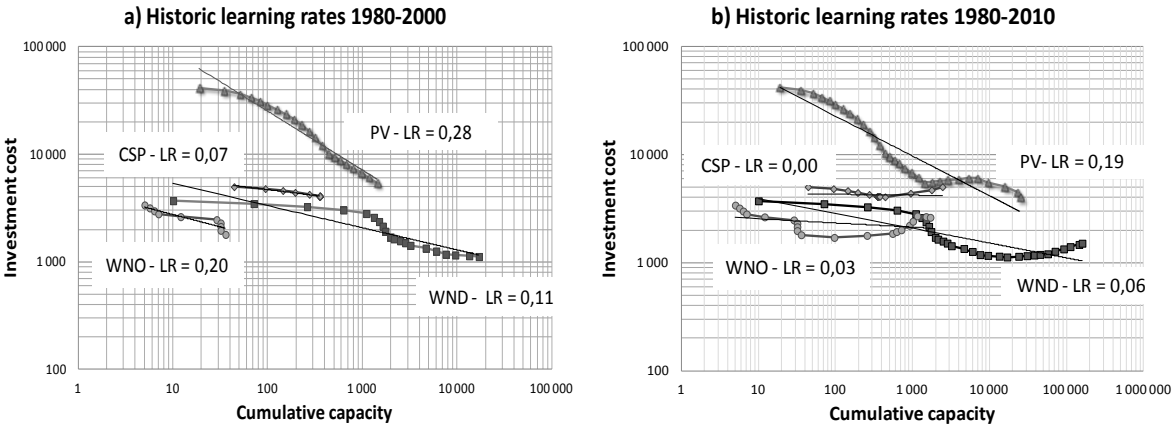 a) Historic learning rates 1980-2000
100 000
10 000
1 000
100
Investment cost
PV - LR = 0,28
CSP - LR = 0,07
WNO - LR = 0,20
WND - LR = 0,11
1 10 100 1 000 10 000 100 000
Cumulative capacity
b) Historic learning rates 1980-2010
100 000
10 000
1 000
100
Investment cost
CSP - LR = 0,00
PV- LR = 0,19
WNO - LR = 0,03
WND - LR = 0,06
1 10 100 1 000 10 000 100 000
Cumulative capacity